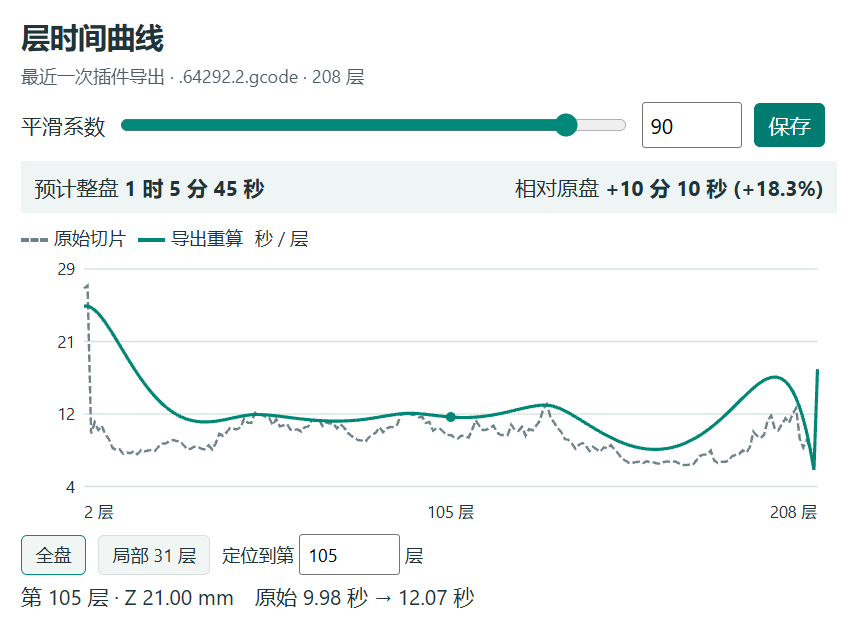 层时间曲线
最近一次插件导出 · .64292.2.gcode · 208 层
平滑系数 90 保存
预计整盘 1 时 5 分 45 秒 相对原盘 +10 分 10 秒 (+18.3%)
原始切片 导出重算 秒 / 层
29
21
12
4
2 层 105 层 208 层
全盘 局部 31 层 定位到第 105 层
第 105 层 · Z 21.00 mm 原始 9.98 秒 → 12.07 秒